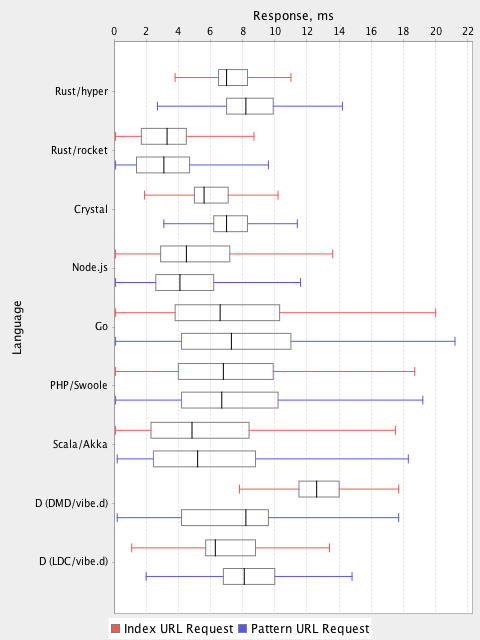 Response, ms
0 2 4 6 8 10 12 14 16 18 20 22
Rust/hyper
Rust/rocket
Crystal
Node.js
Go
PHP/Swoole
Scala/Akka
D (DMD/vibe.d)
D (LDC/vibe.d)
Language
Index URL Request Pattern URL Request